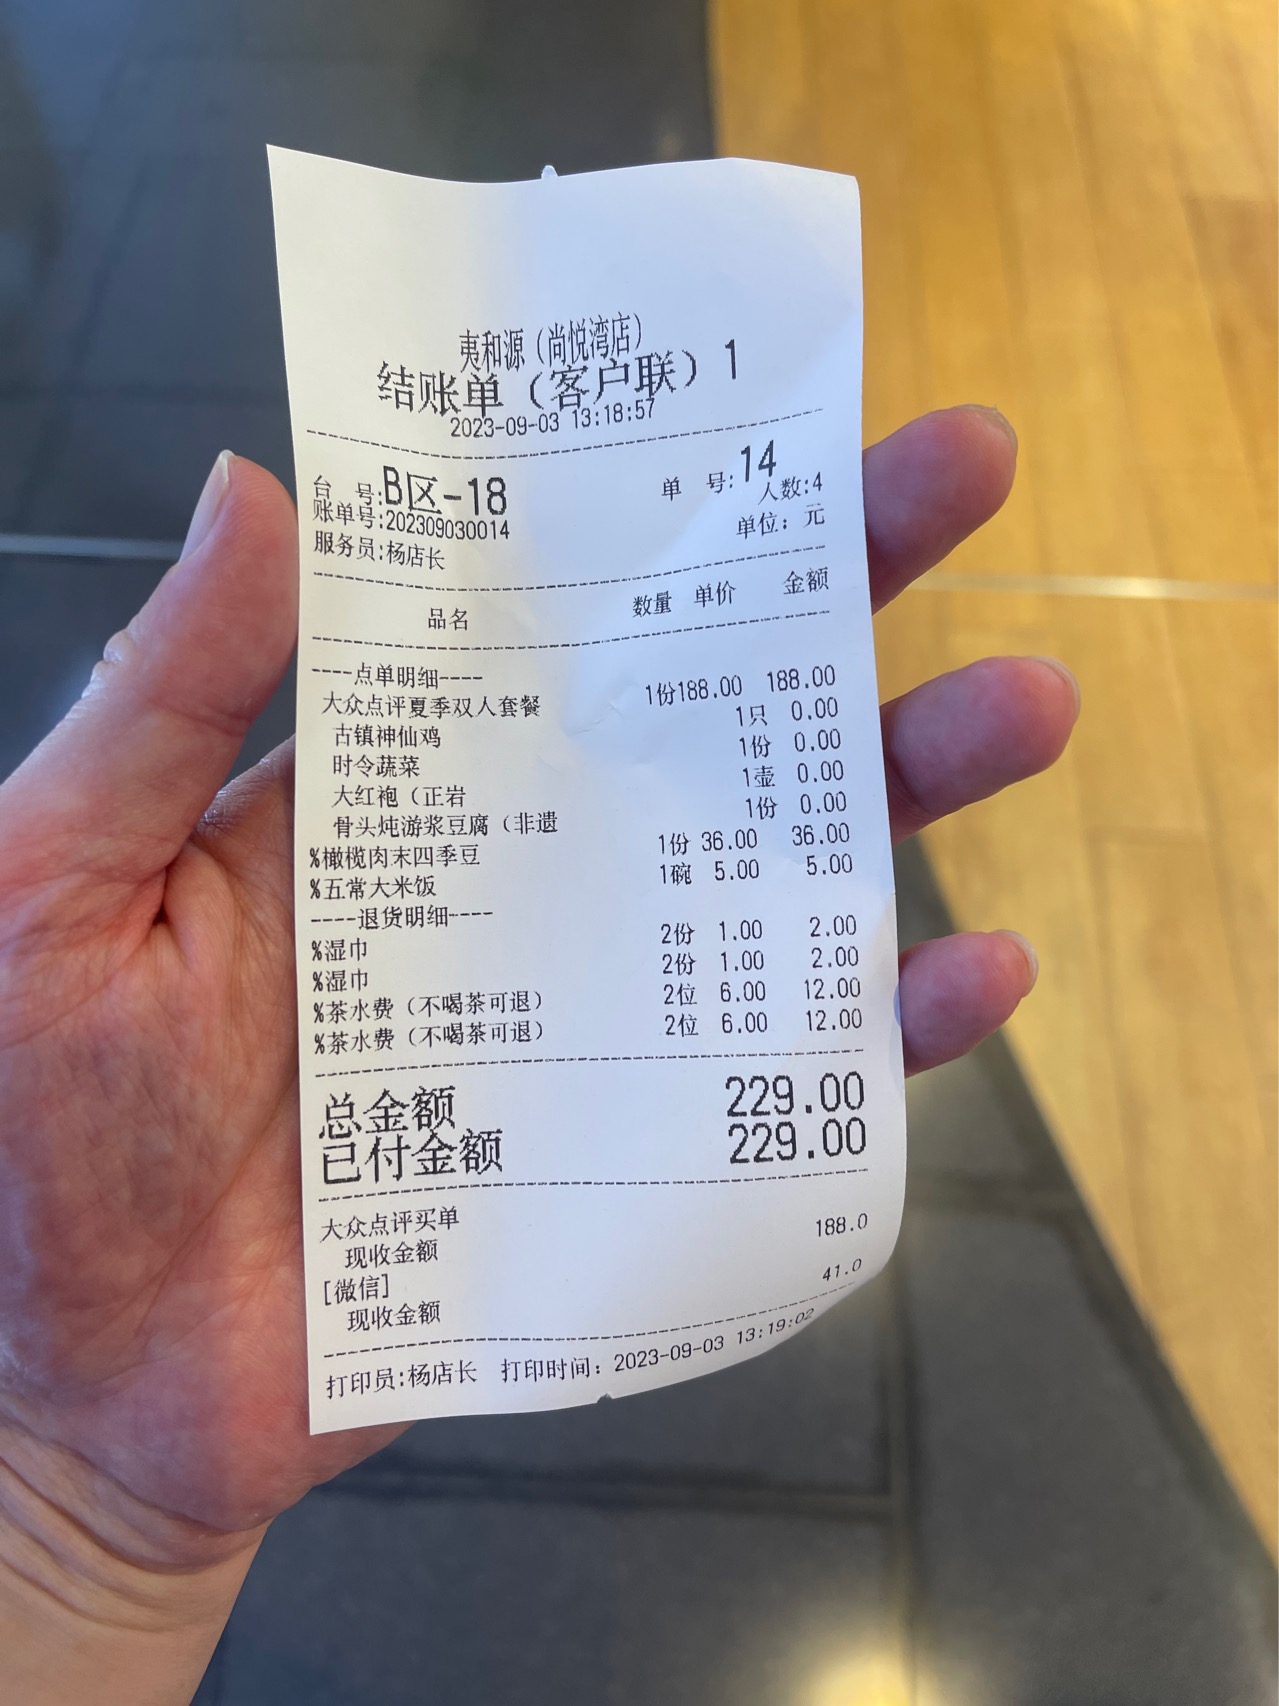 夷和源（尚悦湾店）
结账单（客户联）1
2023-09-03 13:18:57
台 号:B区-18 单 号:14
账单号:202309030014 人数:4
服务员:杨店长 单位：元
品名 数量 单价 金额
----点单明细----
大众点评夏季双人套餐 1份188.00 188.00
古镇神仙鸡 1只 0.00
时令蔬菜 1份 0.00
大红袍（正岩 1壶 0.00
骨头炖游浆豆腐（非遗 1份 0.00
%橄榄肉末四季豆 1份 36.00 36.00
%五常大米饭 1碗 5.00 5.00
----退货明细----
%湿巾 2份 1.00 2.00
%湿巾 2份 1.00 2.00
%茶水费（不喝茶可退） 2位 6.00 12.00
%茶水费（不喝茶可退） 2位 6.00 12.00
总金额 229.00
已付金额 229.00
大众点评买单
现收金额 188.0
[微信]
现收金额 41.0
打印员:杨店长 打印时间：2023-09-03 13:19:02